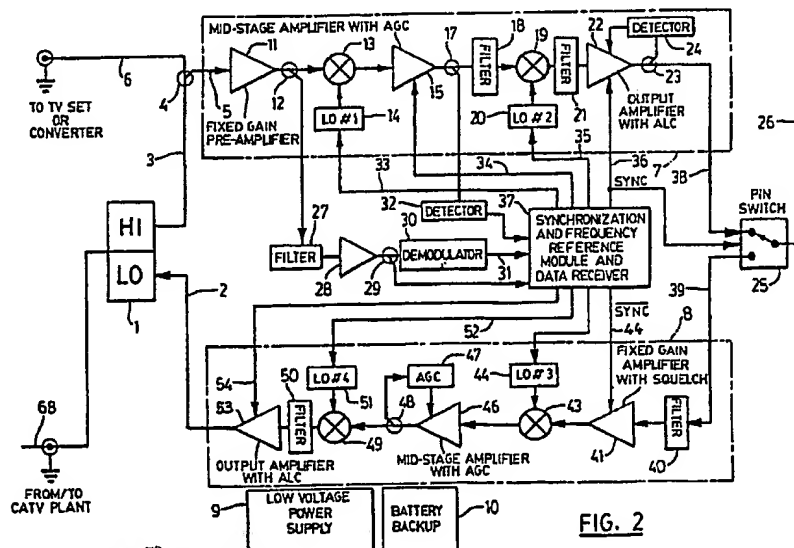 MID-STAGE AMPLIFIER WITH AGC
11
13
17
18
19
22
DETECTOR
24
6
4
5
12
15
FILTER
FILTER
21
23
TO TV SET
OR
CONVERTER
LO #1
14
20
LO #2
OUTPUT
AMPLIFIER
WITH ALC
26
FIXED GAIN
PRE-AMPLIFIER
3
33
34
35
36
7
38
SYNC
PIN
SWITCH
32
DETECTOR
37
SYNCHRONIZATION
AND FREQUENCY
REFERENCE
MODULE AND
DATA RECEIVER
27
FILTER
30
DEMODULATOR
28
29
31
HI
LO
1
2
25
39
52
SYNC
44
8
FIXED GAIN
AMPLIFIER
WITH SQUELCH
54
LO #4
47
AGC
44
LO #3
50
51
48
46
43
FILTER
53
49
41
FILTER
40
68
OUTPUT AMPLIFIER
WITH ALC
MID-STAGE AMPLIFIER
WITH AGC
FROM/TO
CATV PLANT
9
LOW VOLTAGE
POWER
SUPPLY
BATTERY
BACKUP
10
FIG. 2